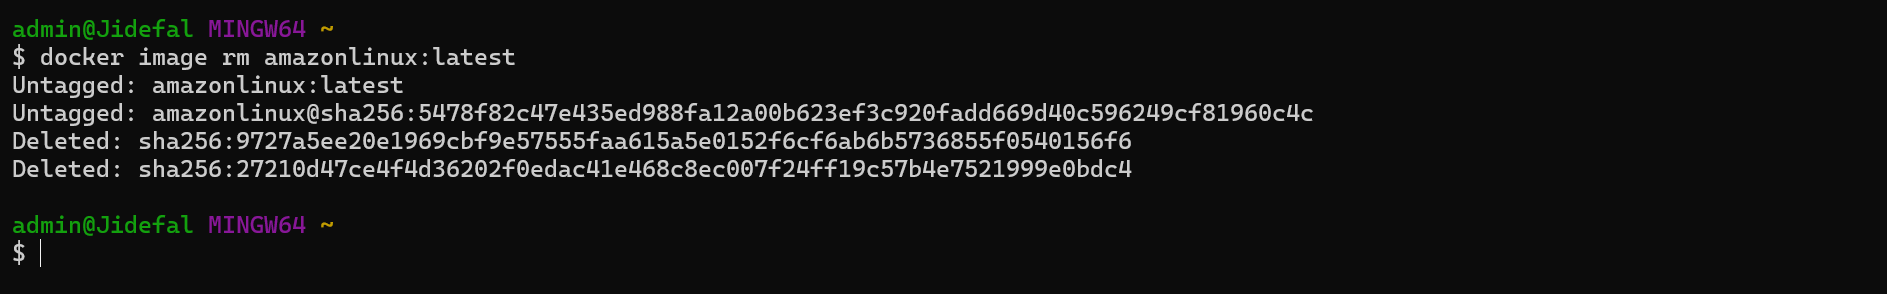 admin@Jidefal MINGW64 ~
$ docker image rm amazonlinux:latest
Untagged: amazonlinux:latest
Untagged: amazonlinux@sha256:5478f82c47e435ed988fa12a00b623ef3c920fadd669d40c596249cf81960c4c
Deleted: sha256:9727a5ee20e1969cbf9e57555faa615a5e0152f6cf6ab6b5736855f0540156f6
Deleted: sha256:27210d47ce4f4d36202f0edac41e468c8ec007f24ff19c57b4e7521999e0bdc4
admin@Jidefal MINGW64 ~
$